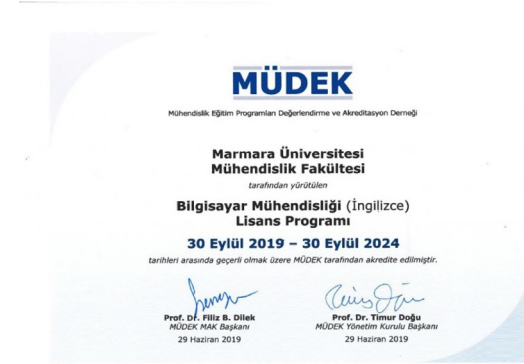 MÜDEK
Mühendislik Eğitim Programları Değerlendirme ve Akreditasyon Derneği
Marmara Üniversitesi
Mühendislik Fakültesi
tarafından yürütülen
Bilgisayar Mühendisliği (İngilizce)
Lisans Programı
30 Eylül 2019 – 30 Eylül 2024
tarihleri arasında geçerli olmak üzere MÜDEK tarafından akredite edilmiştir.
Prof. Dr. Filiz B. Dilek
MÜDEK MAK Başkanı
29 Haziran 2019
Prof. Dr. Timur Doğu
MÜDEK Yönetim Kurulu Başkanı
29 Haziran 2019